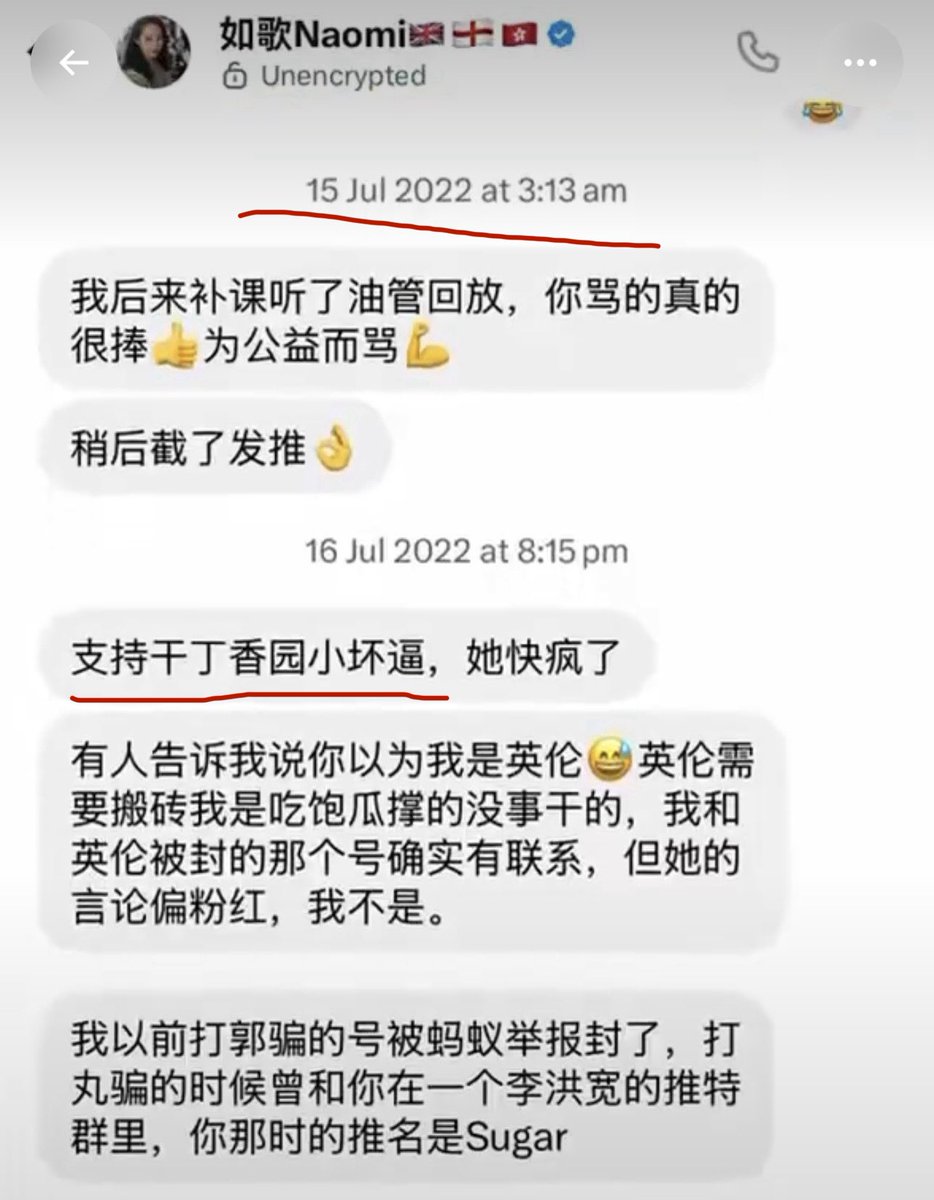 如歌Naomi🇬🇧🏴󠁧󠁢󠁥󠁮󠁧󠁿🇭🇰
Unencrypted
😂
15 Jul 2022 at 3:13 am
我后来补课听了油管回放，你骂的真的
很捧👍为公益而骂💪
稍后截了发推👌
16 Jul 2022 at 8:15 pm
支持干丁香园小坏逼，她快疯了
有人告诉我说你以为我是英伦😅英伦需
要搬砖我是吃饱瓜撑的没事干的，我和
英伦被封的那个号确实有联系，但她的
言论偏粉红，我不是。
我以前打郭骗的号被蚂蚁举报封了，打
丸骗的时候曾和你在一个李洪宽的推特
群里，你那时的推名是Sugar